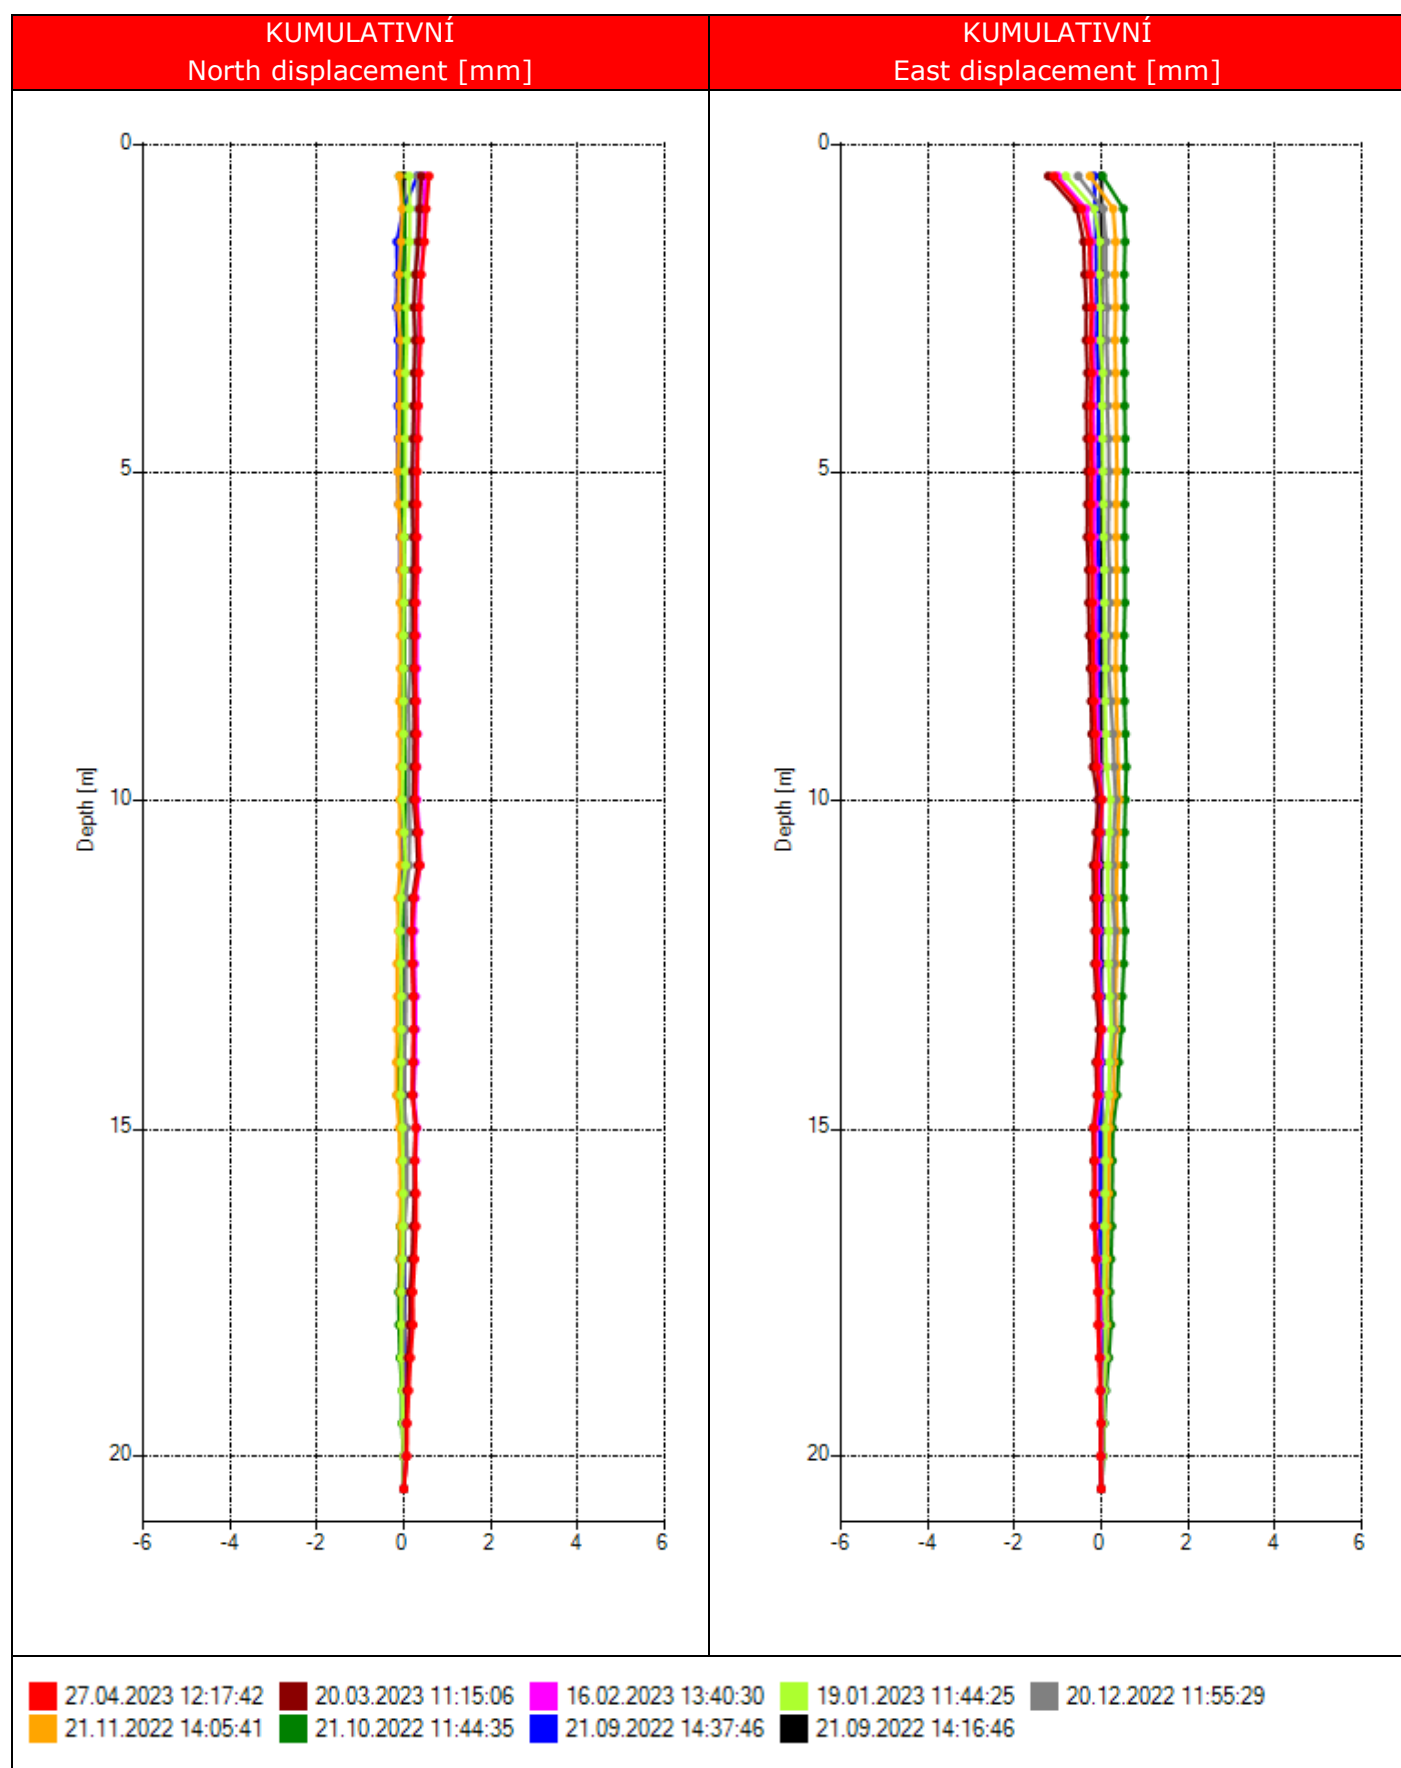 KUMULATIVNÍ
North displacement [mm]
KUMULATIVNÍ
East displacement [mm]
0
5
10
15
20
Depth [m]
-6 -4 -2 0 2 4 6
0
5
10
15
20
Depth [m]
-6 -4 -2 0 2 4 6
27.04.2023 12:17:42 20.03.2023 11:15:06 16.02.2023 13:40:30 19.01.2023 11:44:25 20.12.2022 11:55:29
21.11.2022 14:05:41 21.10.2022 11:44:35 21.09.2022 14:37:46 21.09.2022 14:16:46